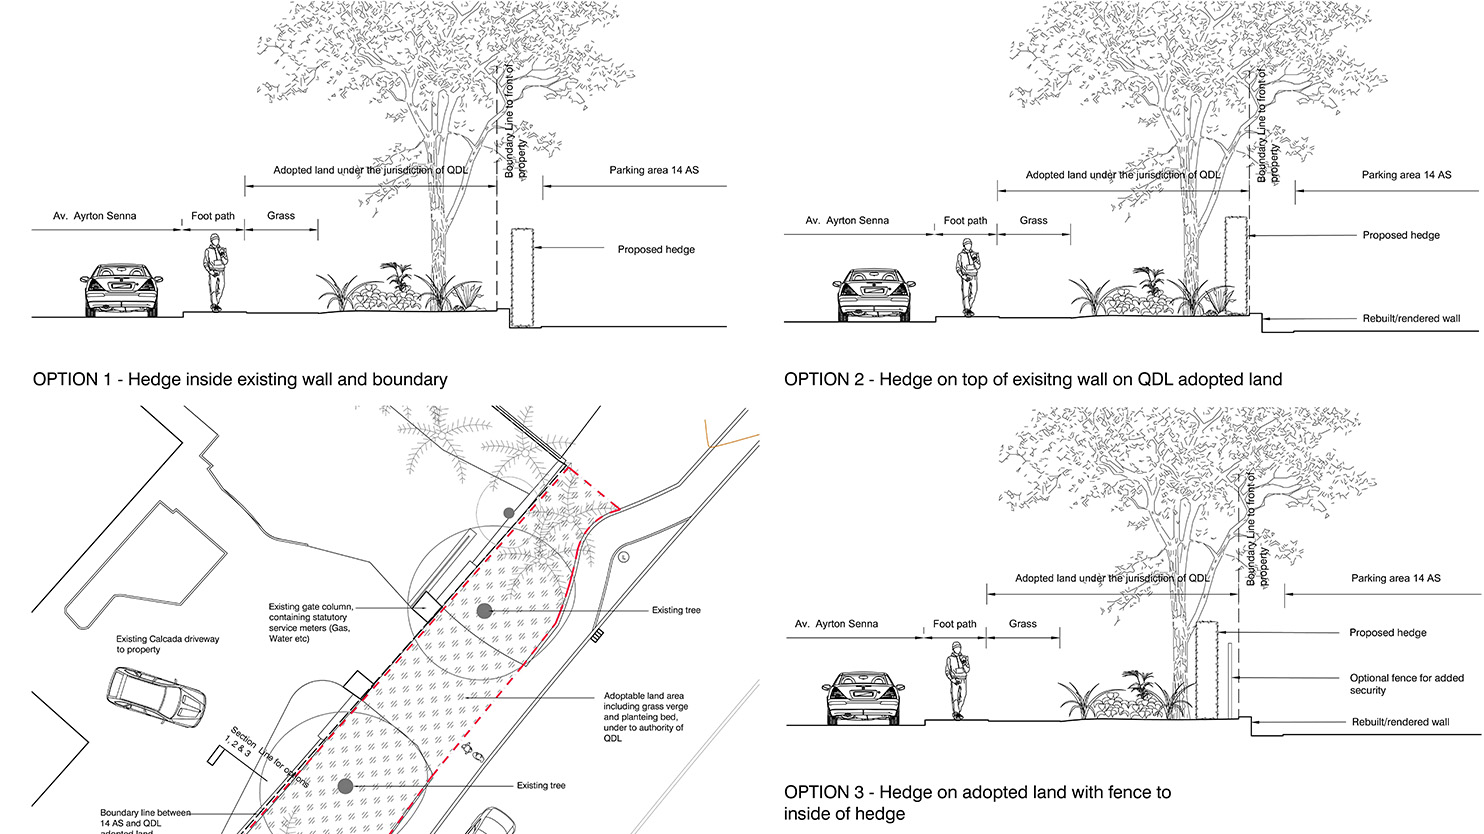 Boundary Line to front of
property
Adopted land under the jurisdiction of QDL
Parking area 14 AS
Av. Ayrton Senna
Foot path
Grass
Proposed hedge
OPTION 1 - Hedge inside existing wall and boundary
Boundary Line to front of
property
Adopted land under the jurisdiction of QDL
Parking area 14 AS
Av. Ayrton Senna
Foot path
Grass
Proposed hedge
Rebuilt/rendered wall
OPTION 2 - Hedge on top of exisitng wall on QDL adopted land
Existing gate column,
containing statutory
service meters (Gas,
Water etc)
Existing tree
Existing Calcada driveway
to property
Adoptable land area
including grass verge
and planteing bed,
under to authority of
QDL
Section Line for options
1, 2 & 3
Existing tree
Boundary line between
14 AS and QDL
adopted land
Boundary Line to front of
property
Adopted land under the jurisdiction of QDL
Parking area 14 AS
Av. Ayrton Senna
Foot path
Grass
Proposed hedge
Optional fence for added
security
Rebuilt/rendered wall
OPTION 3 - Hedge on adopted land with fence to
inside of hedge